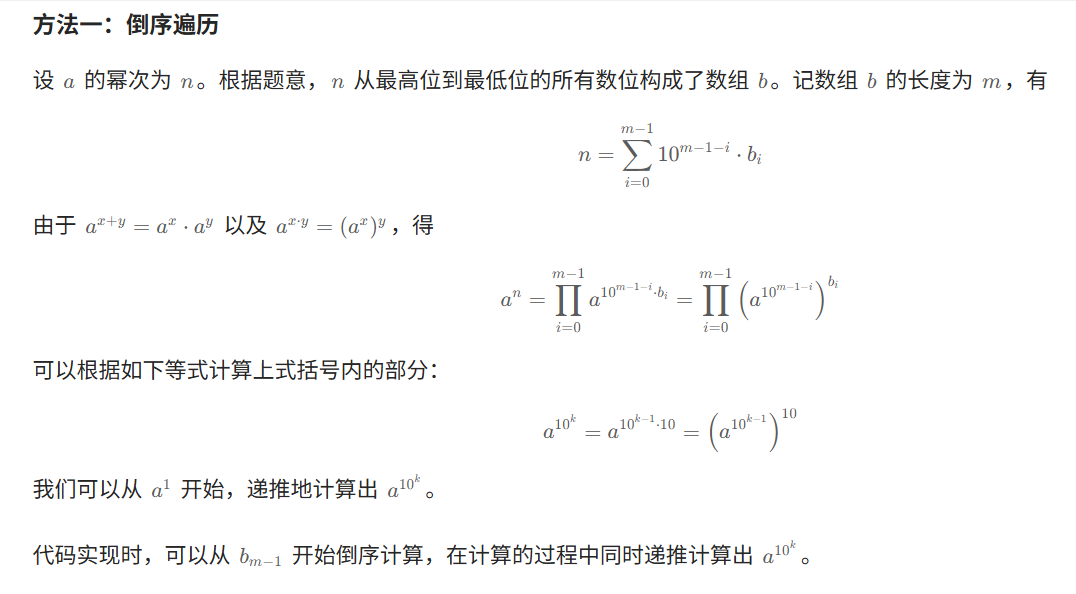 方法一：倒序遍历
设 a 的幂次为 n。根据题意，n 从最高位到最低位的所有数位构成了数组 b。记数组 b 的长度为 m，有
$n = \sum_{i=0}^{m-1} 10^{m-1-i} \cdot b_i$
由于 $a^{x+y} = a^x \cdot a^y$ 以及 $a^{x \cdot y} = (a^x)^y$，得
$a^n = \prod_{i=0}^{m-1} a^{10^{m-1-i} \cdot b_i} = \prod_{i=0}^{m-1} \left(a^{10^{m-1-i}}\right)^{b_i}$
可以根据如下等式计算上式括号内的部分：
$a^{10^k} = a^{10^{k-1} \cdot 10} = \left(a^{10^{k-1}}\right)^{10}$
我们可以从 $a^1$ 开始，递推地计算出 $a^{10^k}$。
代码实现时，可以从 $b_{m-1}$ 开始倒序计算，在计算的过程中同时递推计算出 $a^{10^k}$。